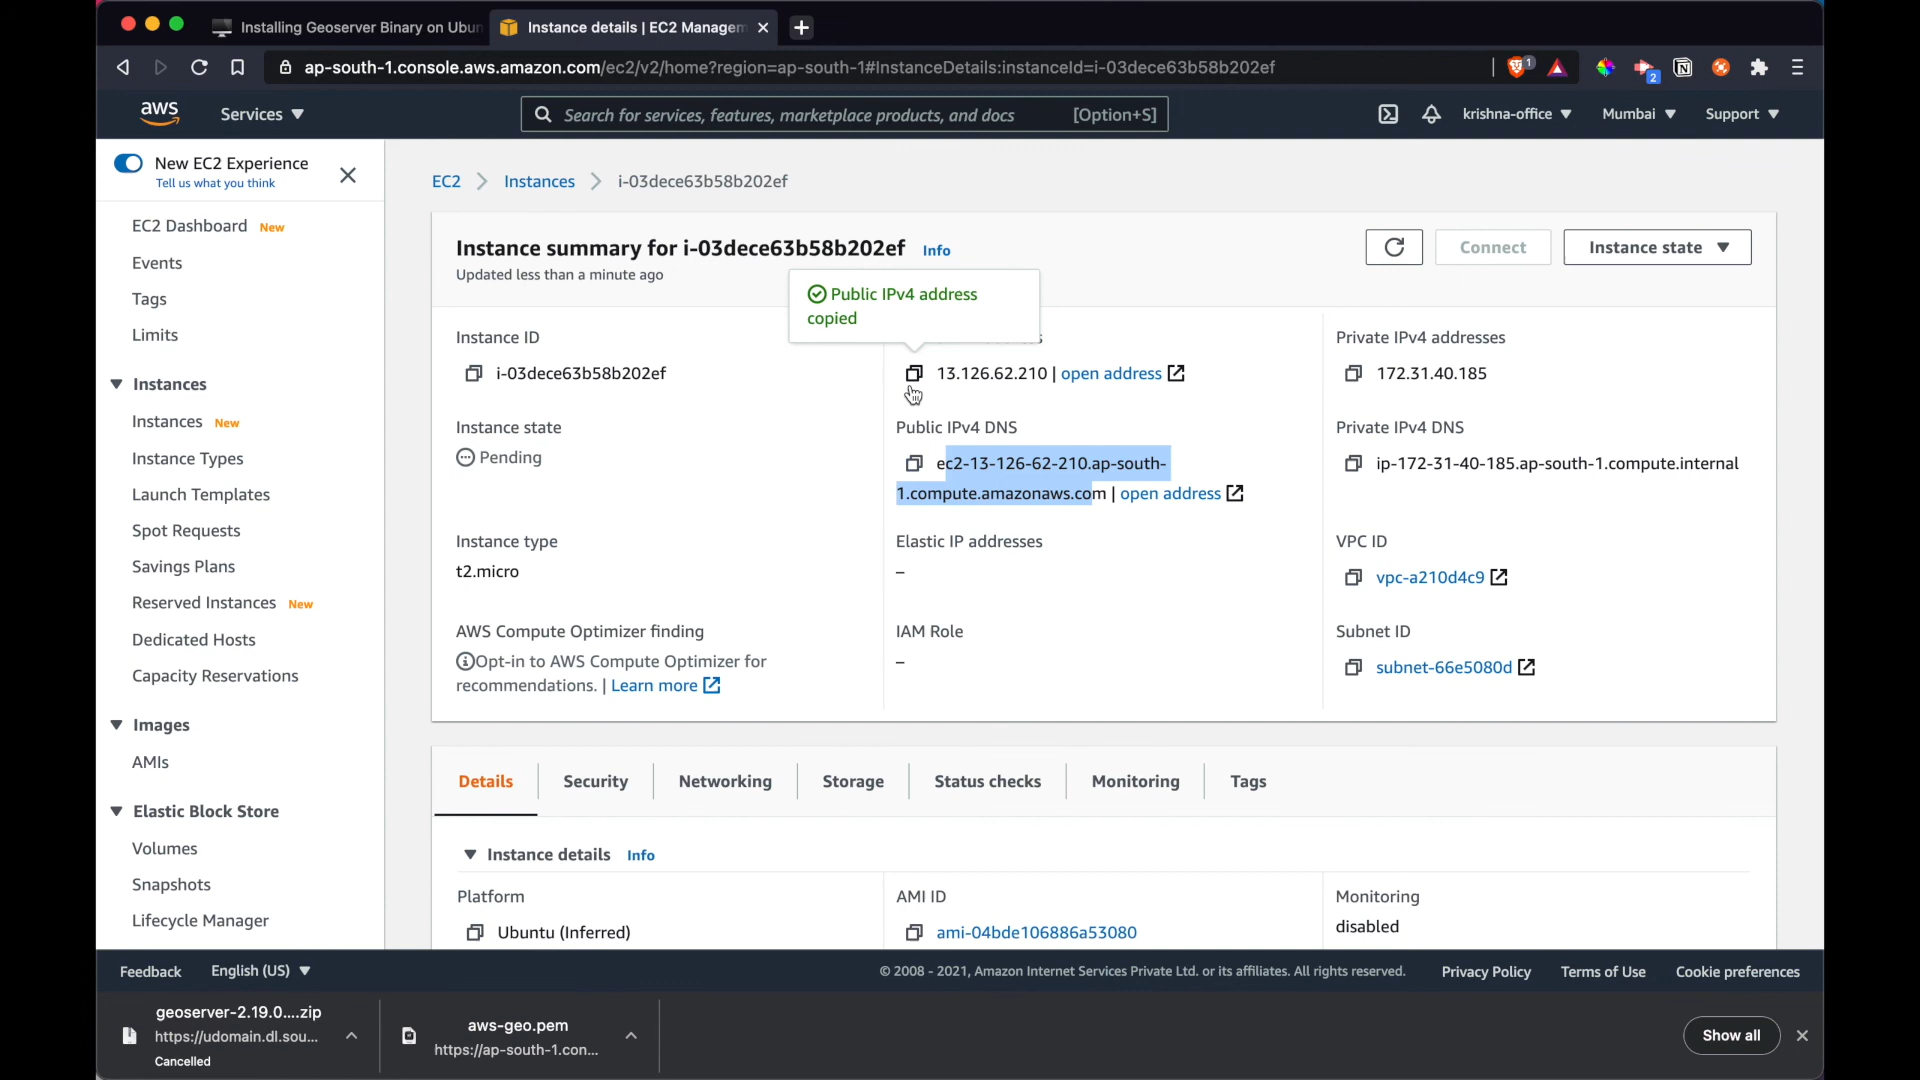 Installing Geoserver Binary on Ubun
Instance details | EC2 Managem
ap-south-1.console.aws.amazon.com/ec2/v2/home?region=ap-south-1#InstanceDetails:instanceId=i-03dece63b58b202ef
1
2
aws
Services
Search for services, features, marketplace products, and docs
[Option+S]
krishna-office
Mumbai
Support
New EC2 Experience
Tell us what you think
EC2 Dashboard New
Events
Tags
Limits
Instances
Instances New
Instance Types
Launch Templates
Spot Requests
Savings Plans
Reserved Instances New
Dedicated Hosts
Capacity Reservations
Images
AMIs
Elastic Block Store
Volumes
Snapshots
Lifecycle Manager
EC2 > Instances > i-03dece63b58b202ef
Instance summary for i-03dece63b58b202ef Info
Updated less than a minute ago
Connect
Instance state
Public IPv4 address
copied
Instance ID
i-03dece63b58b202ef
13.126.62.210 | open address
Private IPv4 addresses
172.31.40.185
Instance state
Pending
Public IPv4 DNS
ec2-13-126-62-210.ap-south-
1.compute.amazonaws.com | open address
Private IPv4 DNS
ip-172-31-40-185.ap-south-1.compute.internal
Instance type
t2.micro
Elastic IP addresses
–
VPC ID
vpc-a210d4c9
AWS Compute Optimizer finding
Opt-in to AWS Compute Optimizer for
recommendations. | Learn more
IAM Role
–
Subnet ID
subnet-66e5080d
Details
Security
Networking
Storage
Status checks
Monitoring
Tags
Instance details Info
Platform
Ubuntu (Inferred)
AMI ID
ami-04bde106886a53080
Monitoring
disabled
Feedback
English (US)
© 2008 - 2021, Amazon Internet Services Private Ltd. or its affiliates. All rights reserved.
Privacy Policy
Terms of Use
Cookie preferences
geoserver-2.19.0....zip
https://udomain.dl.sou...
Cancelled
aws-geo.pem
https://ap-south-1.con...
Show all